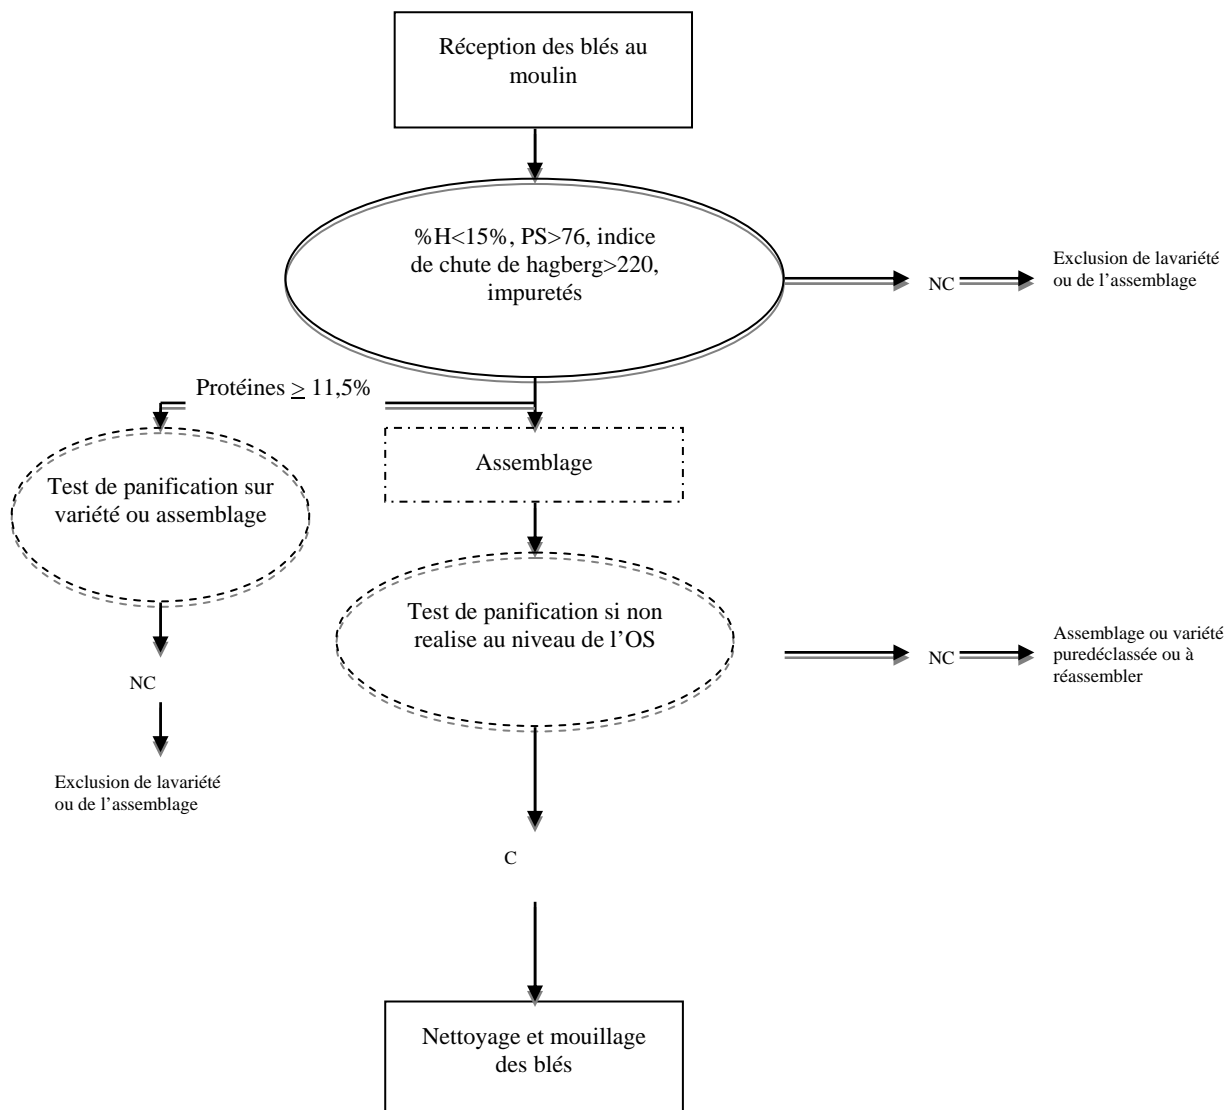 Réception des blés au
moulin
%H<15%, PS>76, indice
de chute de hagberg>220,
impuretés
NC
Exclusion de lavariété
ou de l'assemblage
Protéines ≥ 11,5%
Test de panification sur
variété ou assemblage
Assemblage
Test de panification si non
realise au niveau de l'OS
NC
Assemblage ou variété
puredéclassée ou à
réassembler
NC
Exclusion de lavariété
ou de l'assemblage
C
Nettoyage et mouillage
des blés